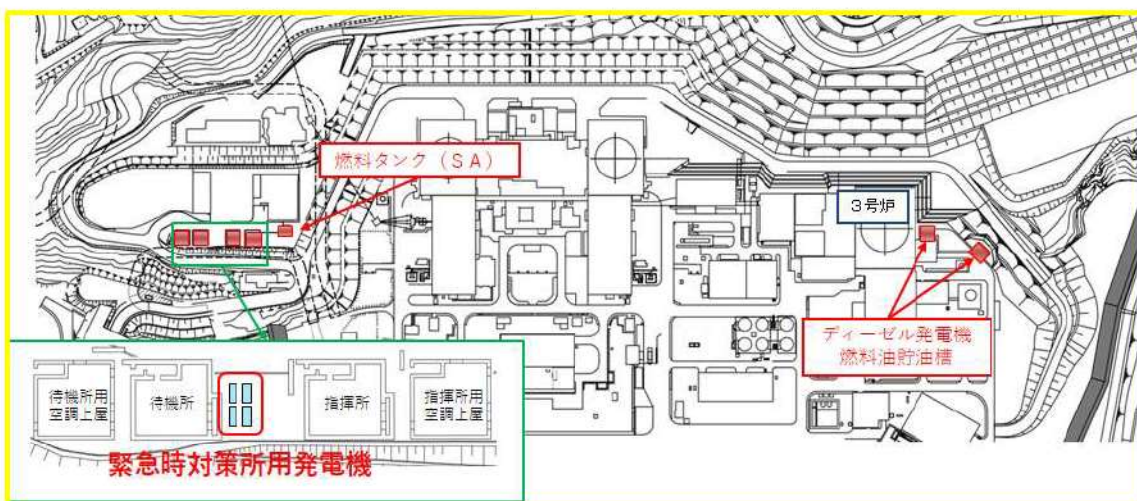 燃料タンク（ＳＡ）
３号炉
ディーゼル発電機
燃料油貯油槽
待機所用
空調上屋
待機所
指揮所
指揮所用
空調上屋
緊急時対策所用発電機